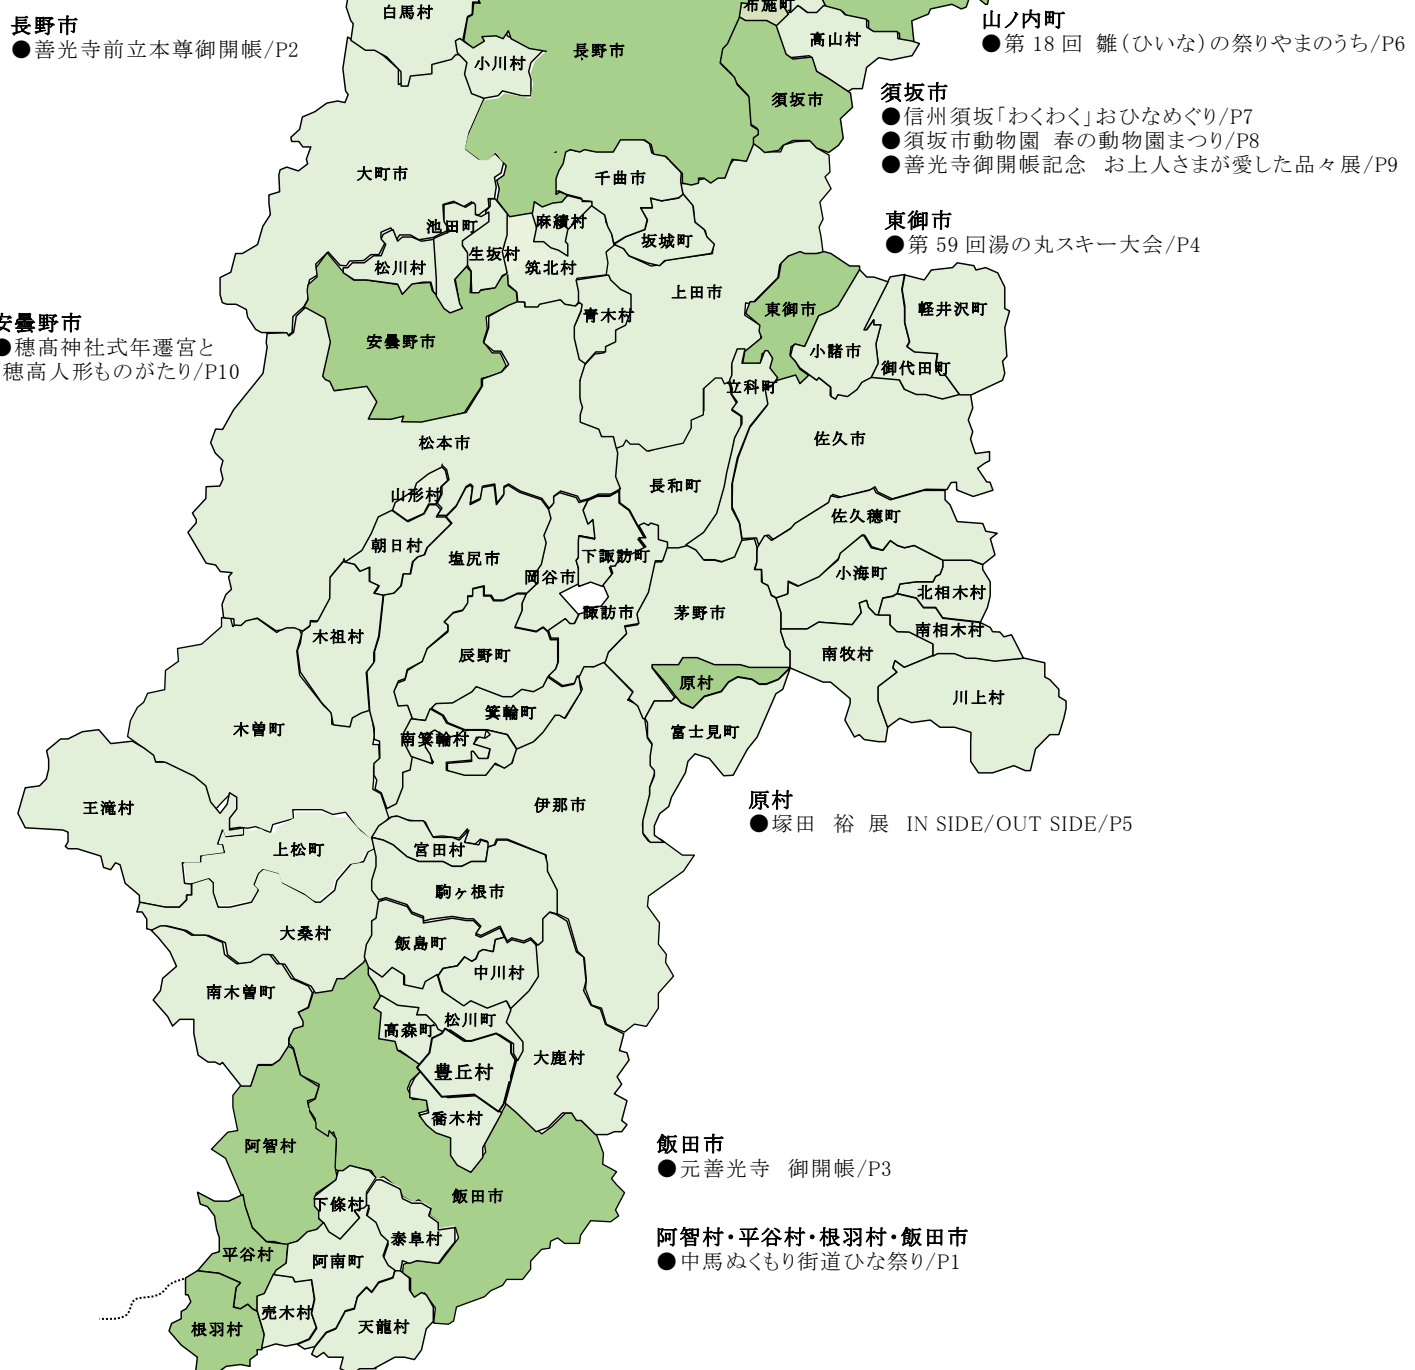 長野市
●善光寺前立本尊御開帳/P2
山ノ内町
●第18回 雛(ひいな)の祭りやまのうち/P6
須坂市
●信州須坂「わくわく」おひなめぐり/P7
●須坂市動物園 春の動物園まつり/P8
●善光寺御開帳記念 お上人さまが愛した品々展/P9
東御市
●第59回湯の丸スキー大会/P4
安曇野市
●穂髙神社式年遷宮と
穂高人形ものがたり/P10
原村
●塚田 裕 展 IN SIDE/OUT SIDE/P5
飯田市
●元善光寺 御開帳/P3
阿智村・平谷村・根羽村・飯田市
●中馬ぬくもり街道ひな祭り/P1
白馬村
布施町
高山村
長野市
小川村
須坂市
大町市
千曲市
池田町
麻績村
生坂村
坂城町
松川村
筑北村
上田市
青木村
東御市
軽井沢町
安曇野市
小諸市
御代田町
立科町
松本市
佐久市
山形村
長和町
佐久穂町
朝日村
塩尻市
下諏訪町
岡谷市
小海町
北相木村
諏訪市
茅野市
木祖村
南相木村
辰野町
南牧村
原村
川上村
箕輪町
木曽町
南箕輪村
富士見町
王滝村
伊那市
上松町
宮田村
駒ヶ根市
大桑村
飯島町
中川村
南木曽町
松川町
高森町
大鹿村
豊丘村
喬木村
阿智村
飯田市
下條村
泰阜村
平谷村
阿南町
売木村
天龍村
根羽村